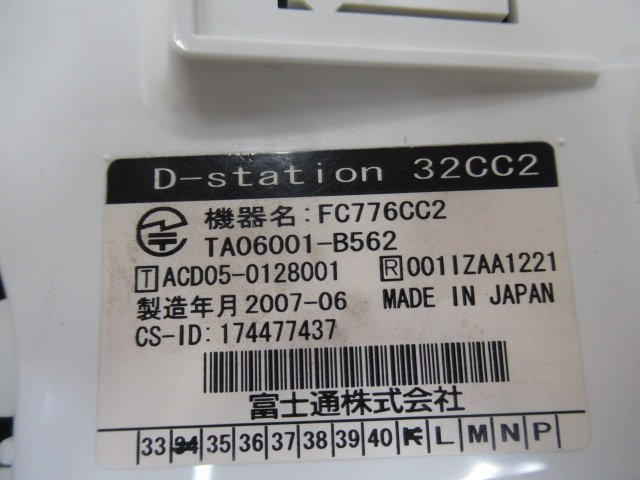 D-station 32CC2
機器名:FC776CC2
TA06001-B562
T ACD05-0128001 R 001IZAA1221
製造年月2007-06 MADE IN JAPAN
CS-ID:174477437
富士通株式会社
33 34 35 36 37 38 39 40 K L M N P